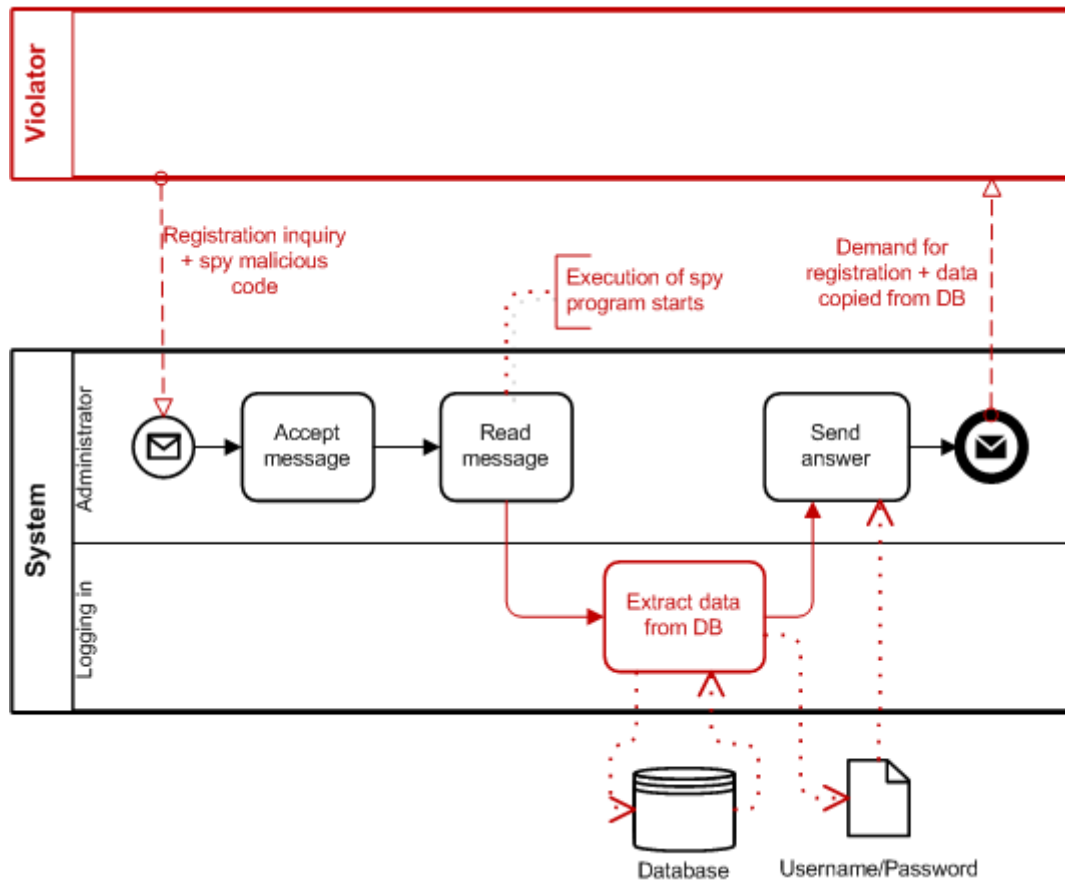 Violator
Registration inquiry
+ spy malicious
code
Execution of spy
program starts
Demand for
registration + data
copied from DB
System
Administrator
Accept
message
Read
message
Send
answer
Logging in
Extract data
from DB
Database
Username/Password